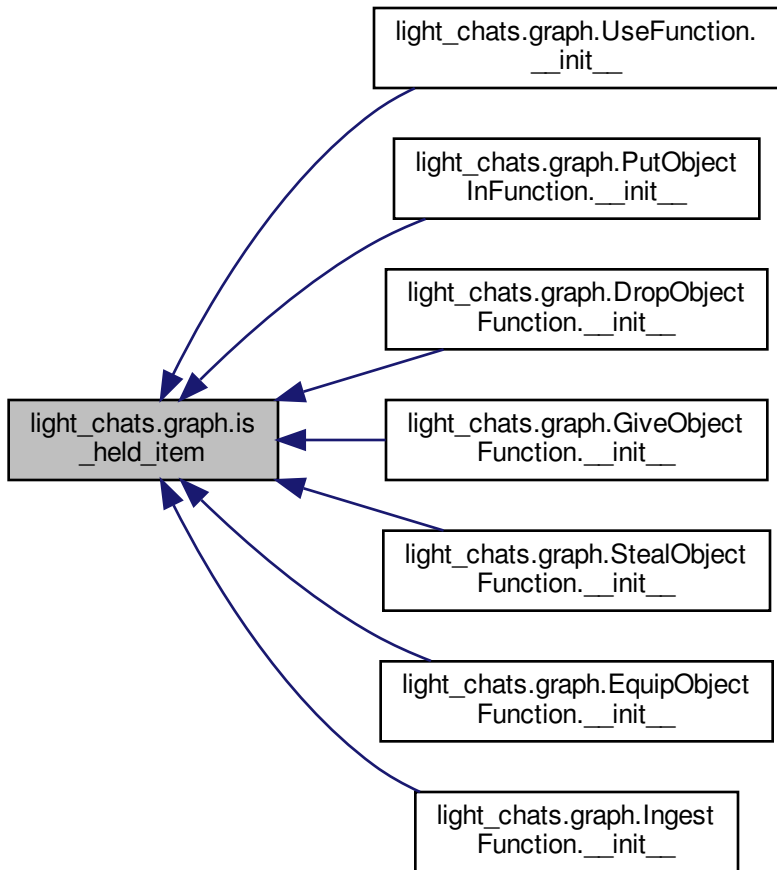 light_chats.graph.UseFunction.
__init__
light_chats.graph.PutObject
InFunction.__init__
light_chats.graph.DropObject
Function.__init__
light_chats.graph.is
_held_item
light_chats.graph.GiveObject
Function.__init__
light_chats.graph.StealObject
Function.__init__
light_chats.graph.EquipObject
Function.__init__
light_chats.graph.Ingest
Function.__init__